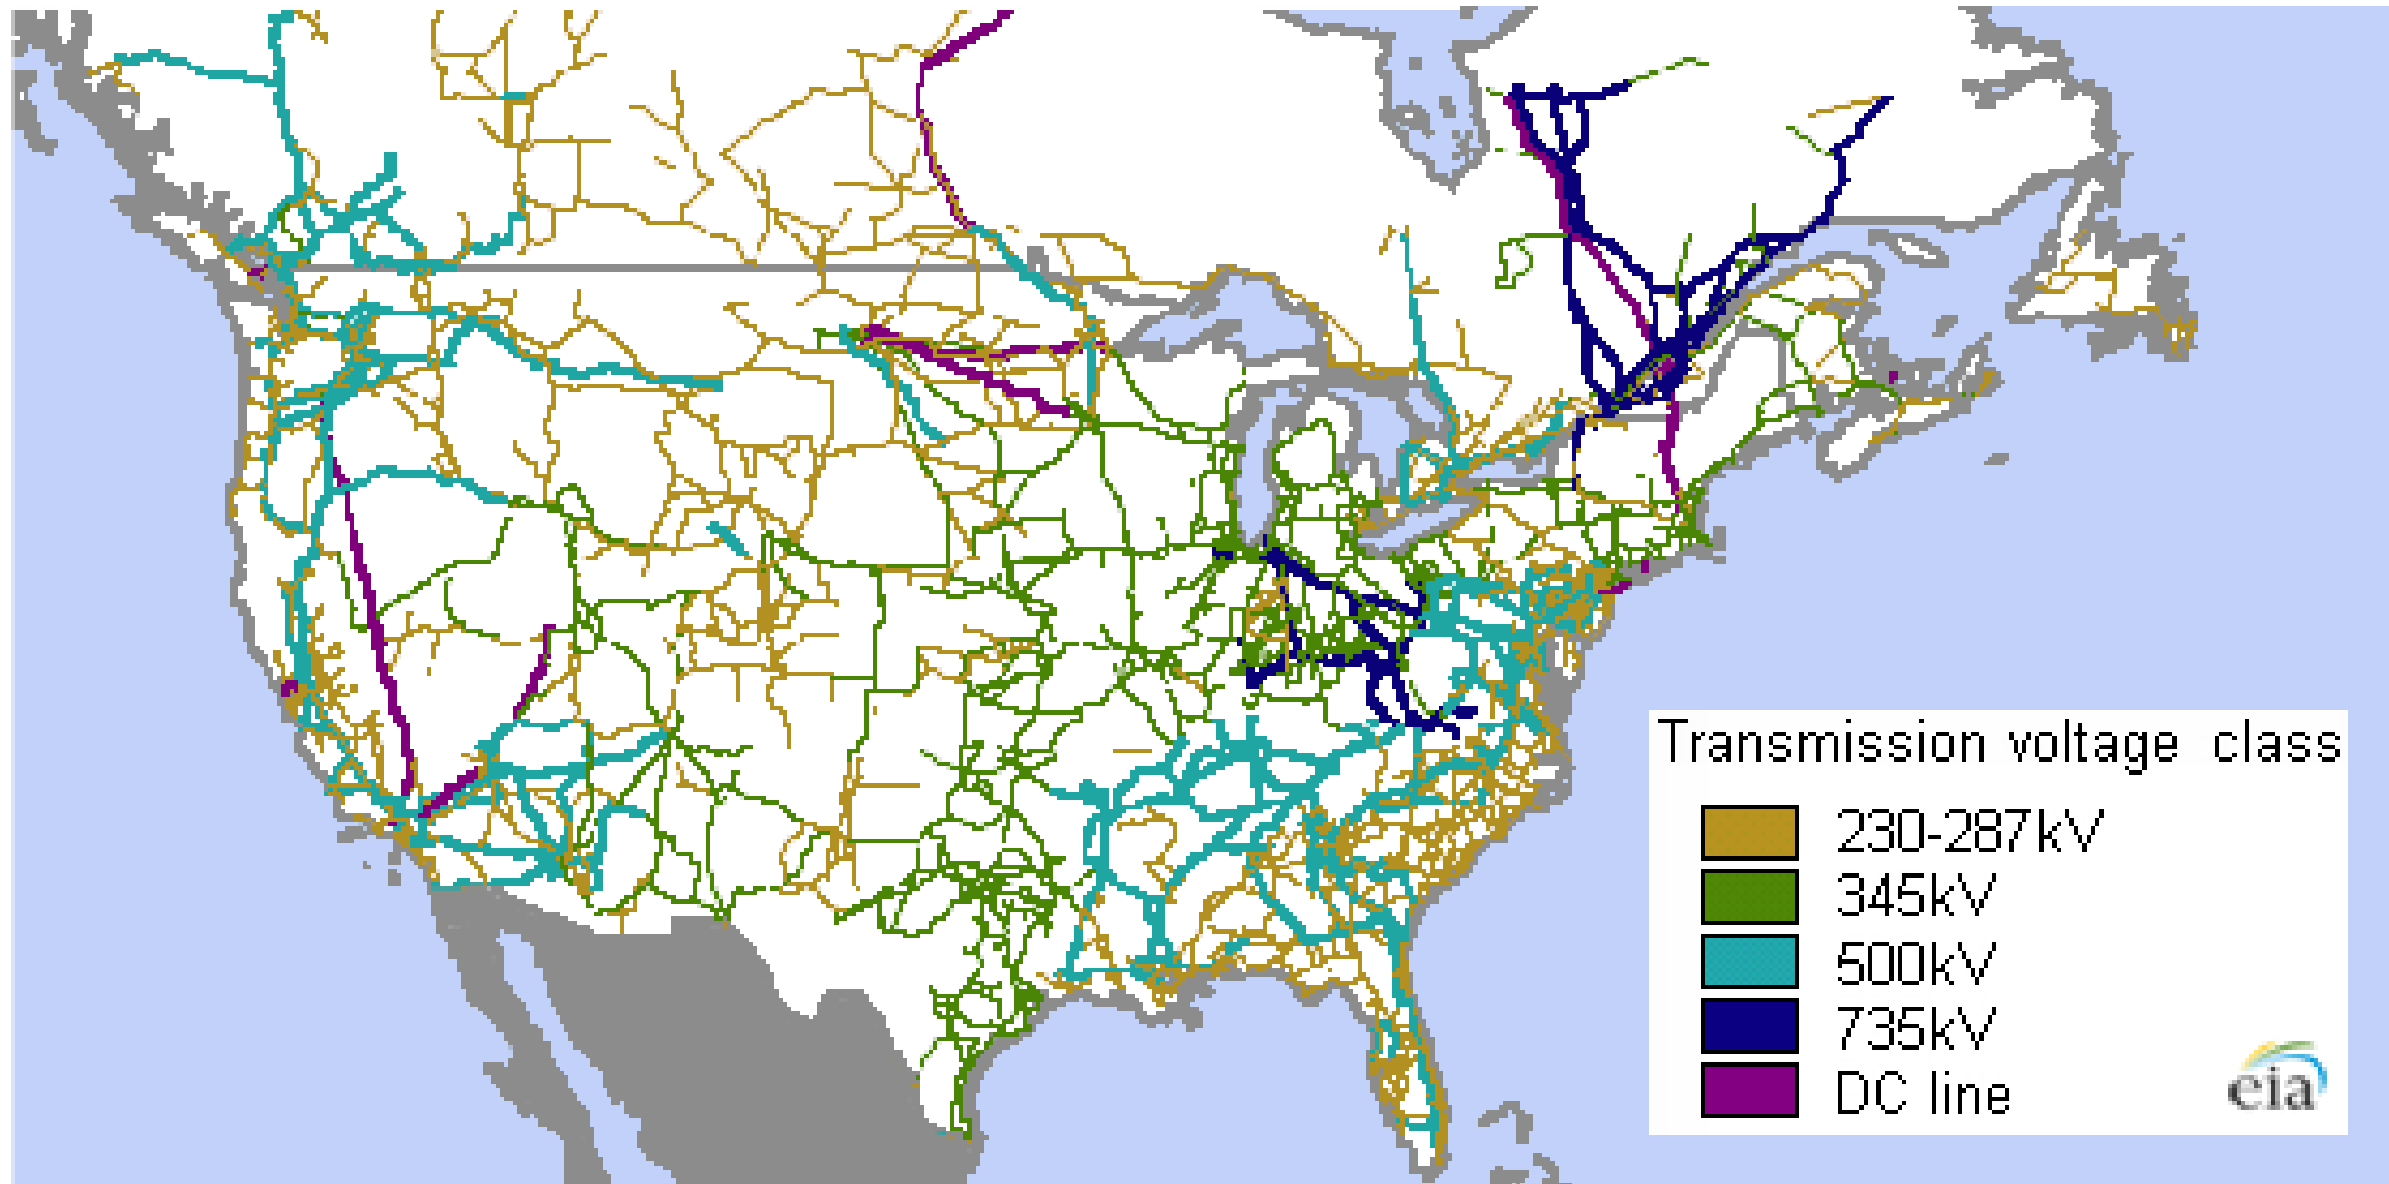 Transmission voltage class
230-287kV
345kV
500kV
735kV
DC line
eia